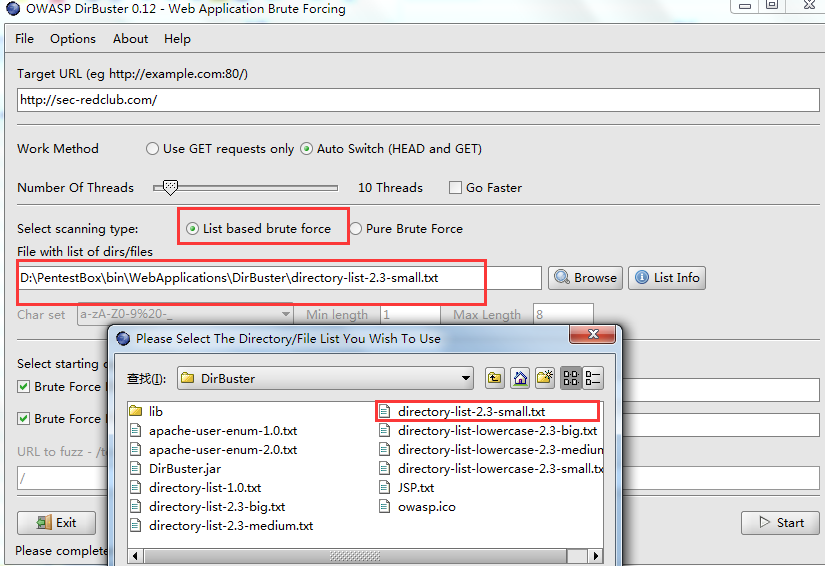 OWASP DirBuster 0.12 - Web Application Brute Forcing
File Options About Help
Target URL (eg http://example.com:80/)
http://sec-redclub.com/
Work Method Use GET requests only Auto Switch (HEAD and GET)
Number Of Threads 10 Threads Go Faster
Select scanning type: List based brute force Pure Brute Force
File with list of dirs/files
D:\PentestBox\bin\WebApplications\DirBuster\directory-list-2.3-small.txt Browse List Info
Char set a-zA-Z0-9%20-_ Min length 1 Max Length 8
Please Select The Directory/File List You Wish To Use
Select starting
查找(I): DirBuster
Brute Force
lib directory-list-2.3-small.txt
Brute Force
apache-user-enum-1.0.txt directory-list-lowercase-2.3-big.txt
apache-user-enum-2.0.txt directory-list-lowercase-2.3-medium
URL to fuzz - /
DirBuster.jar directory-list-lowercase-2.3-small.tx
/
directory-list-1.0.txt JSP.txt
directory-list-2.3-big.txt owasp.ico
directory-list-2.3-medium.txt
Exit Start
Please complete